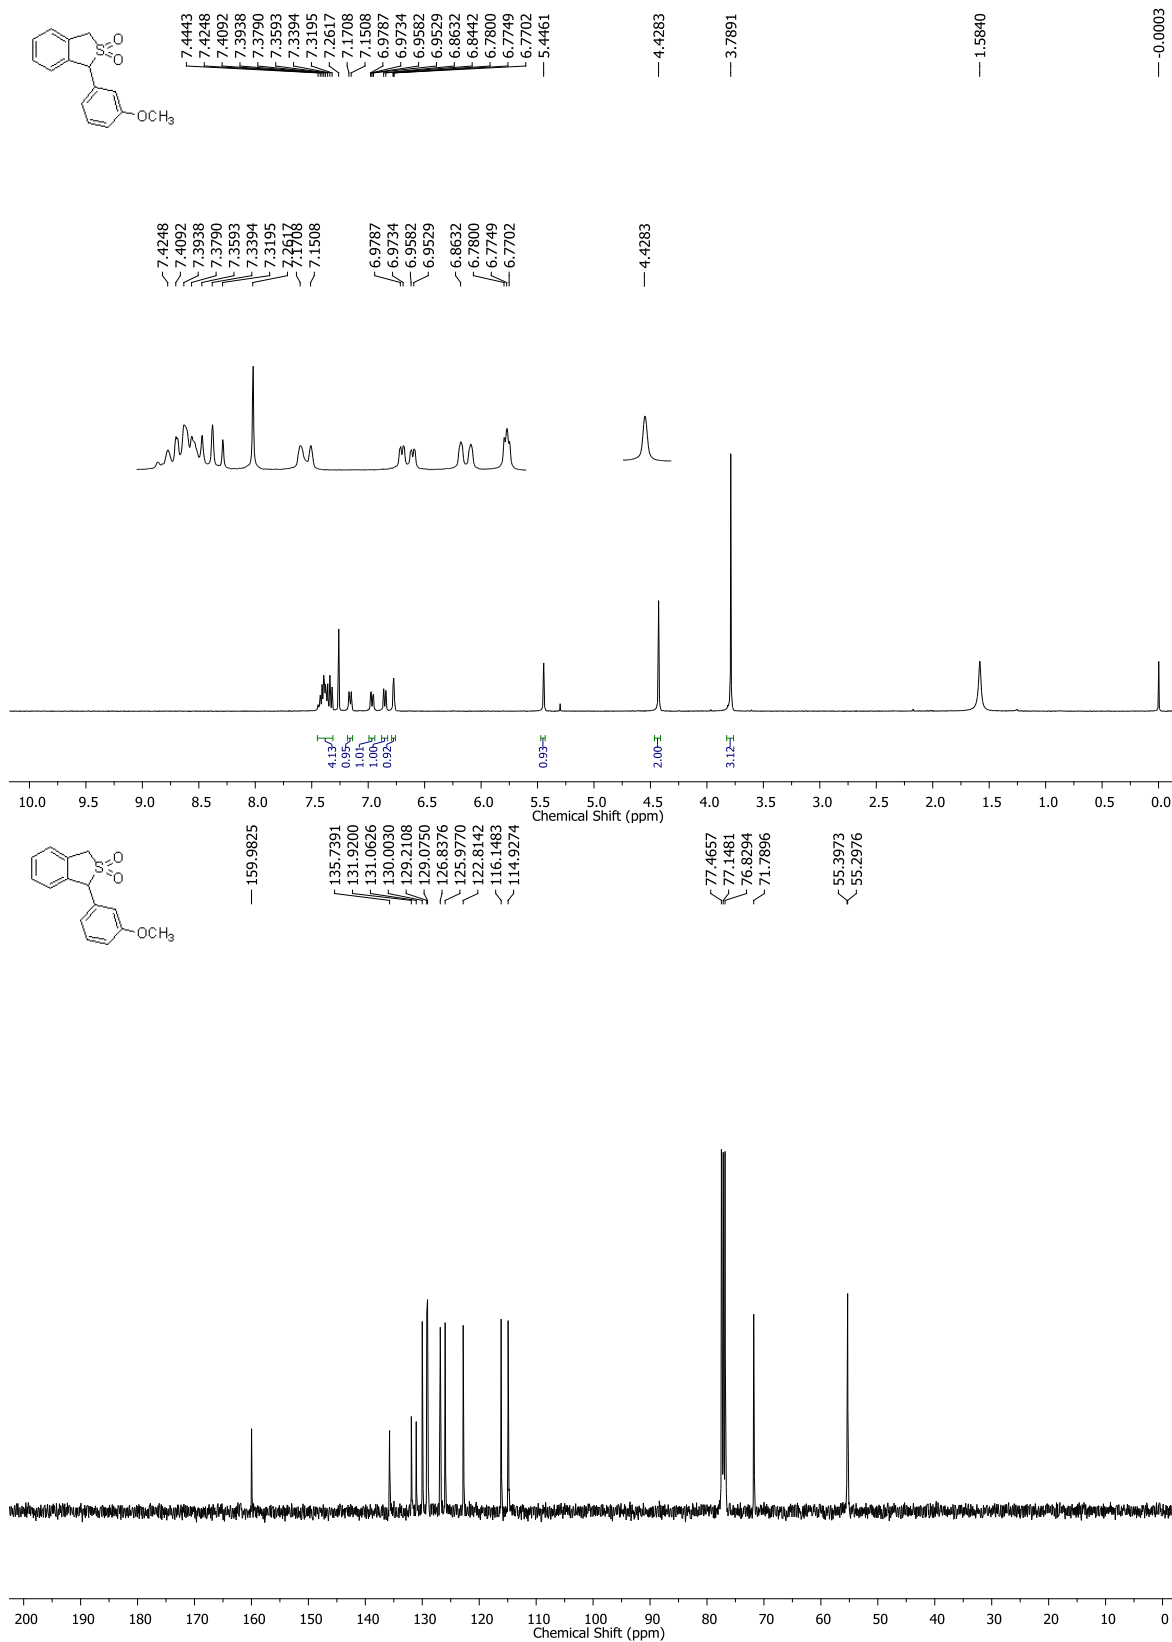 7.4443 7.4248 7.4092 7.3938 7.3790 7.3593 7.3394 7.3195 7.2617 7.1708 7.1508 6.9787 6.9734 6.9582 6.9529 6.8632 6.8442 6.7800 6.7749 6.7702 5.4461 4.4283 3.7891 1.5840 -0.0003
S O O
OCH3
7.4248 7.4092 7.3938 7.3790 7.3593 7.3394 7.3195 7.2617 7.1708 7.1508 6.9787 6.9734 6.9582 6.9529 6.8632 6.7800 6.7749 6.7702 4.4283
4.13 0.95 1.01 1.00 0.92 0.93 2.00 3.12
10.0 9.5 9.0 8.5 8.0 7.5 7.0 6.5 6.0 5.5 5.0 4.5 4.0 3.5 3.0 2.5 2.0 1.5 1.0 0.5 0.0
Chemical Shift (ppm)
159.9825 135.7391 131.9200 131.0626 130.0030 129.2108 129.0750 126.8376 125.9770 122.8142 116.1483 114.9274 77.4657 77.1481 76.8294 71.7896 55.3973 55.2976
S O O
OCH3
200 190 180 170 160 150 140 130 120 110 100 90 80 70 60 50 40 30 20 10 0
Chemical Shift (ppm)